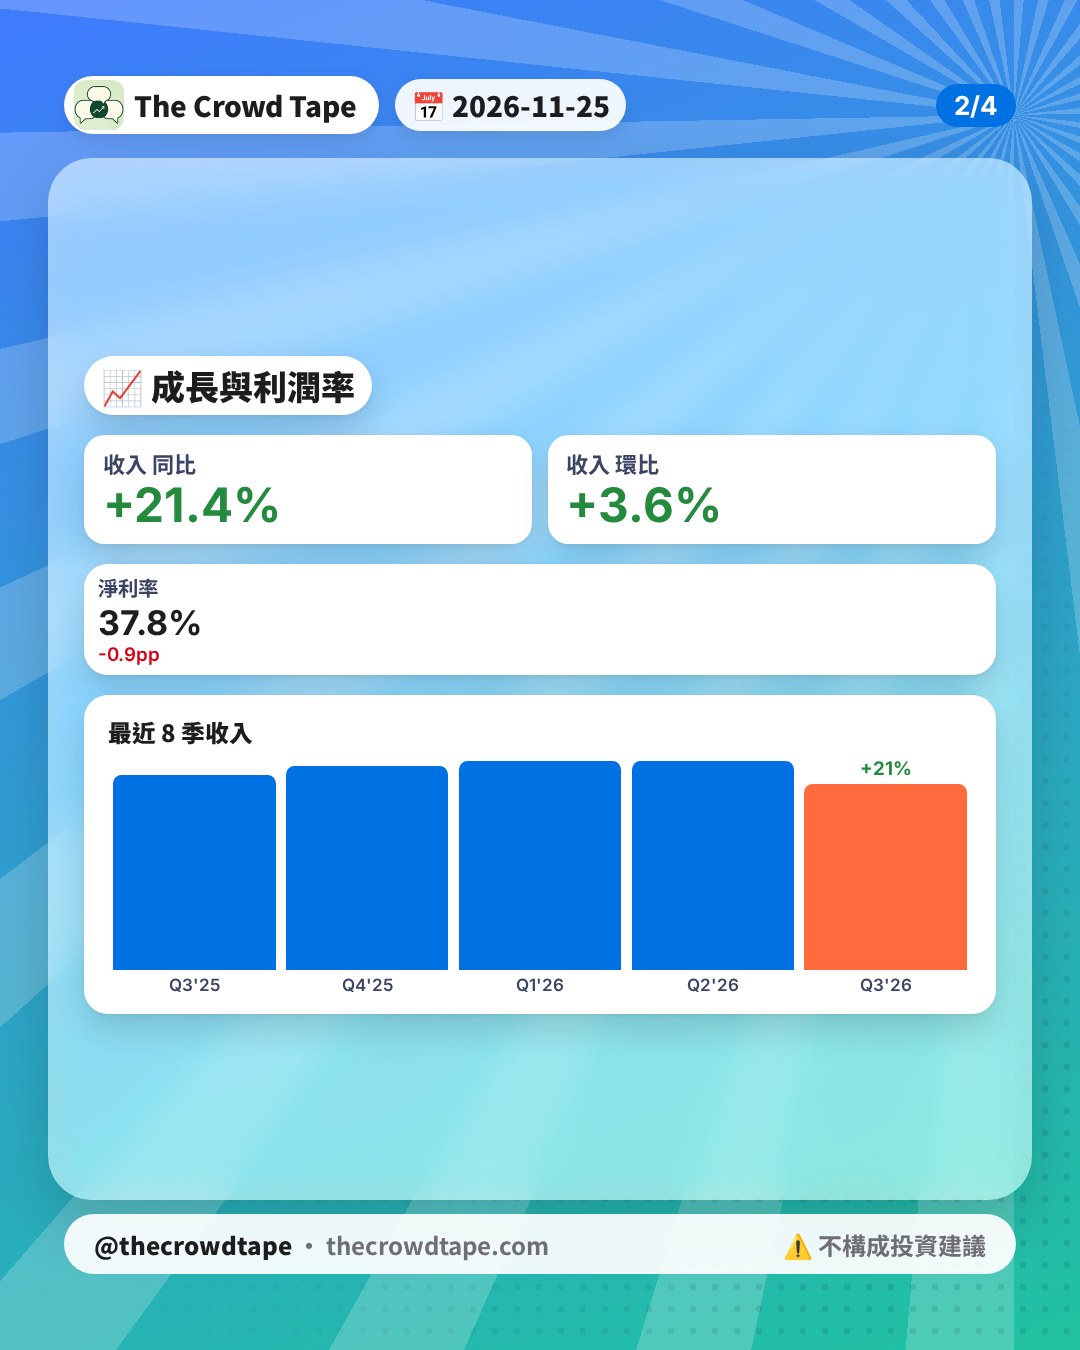 The Crowd Tape
2026-11-25
2/4
成長與利潤率
收入 同比
+21.4%
收入 環比
+3.6%
淨利率
37.8%
-0.9pp
最近 8 季收入
+21%
Q3'25
Q4'25
Q1'26
Q2'26
Q3'26
@thecrowdtape • thecrowdtape.com
⚠️ 不構成投資建議